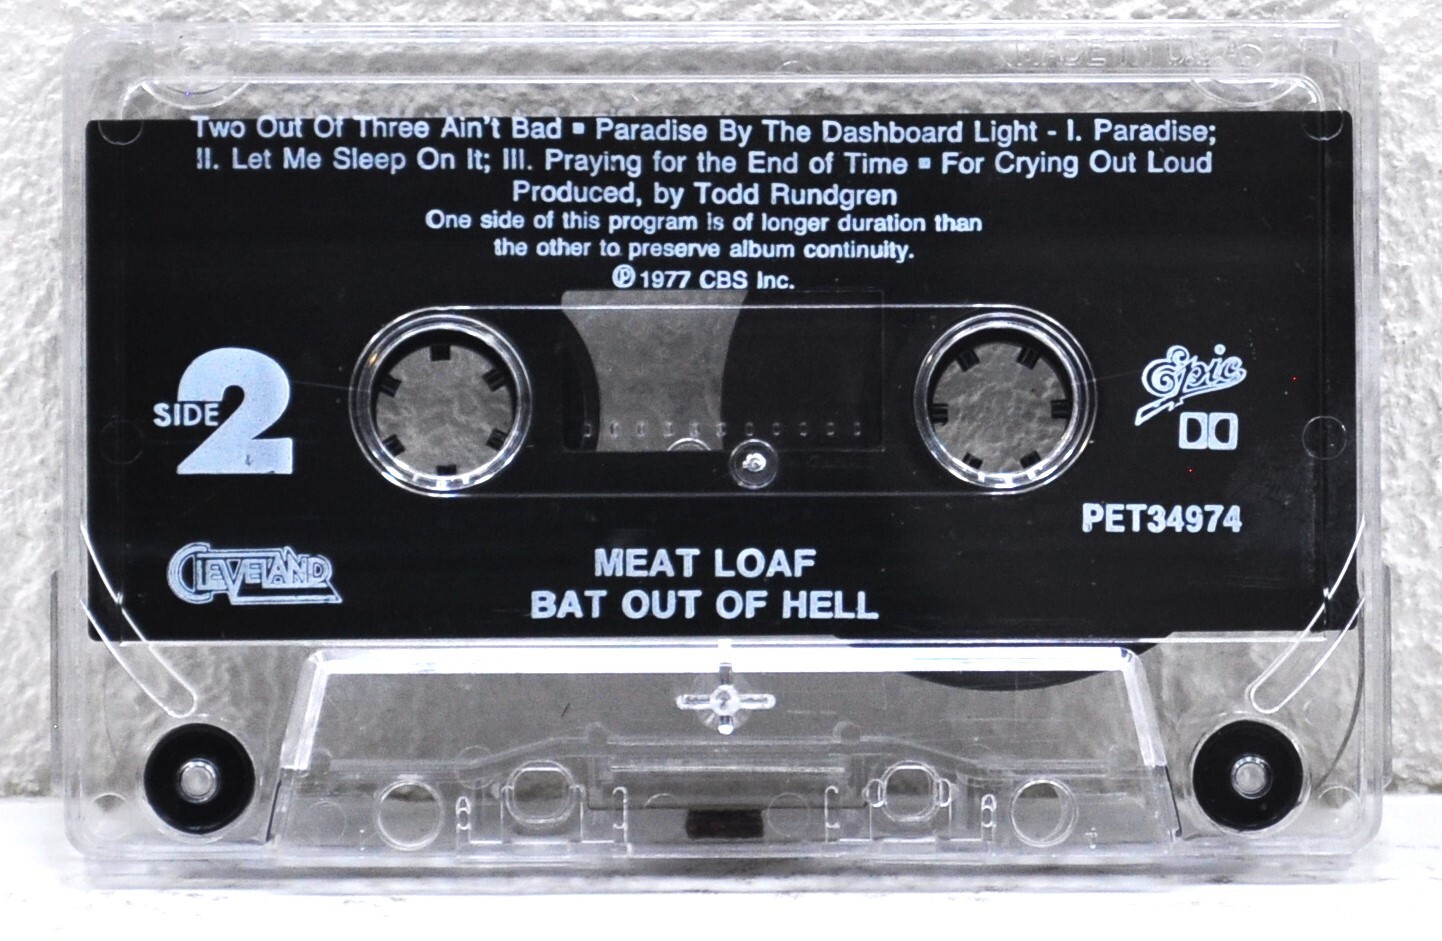 MADE IN U.S.A.
Two Out Of Three Ain't Bad ▪ Paradise By The Dashboard Light - I. Paradise;
II. Let Me Sleep On It; III. Praying for the End of Time ▪ For Crying Out Loud
Produced, by Todd Rundgren
One side of this program is of longer duration than
the other to preserve album continuity.
℗ 1977 CBS Inc.
SIDE 2
Epic
PET34974
CLEVELAND
MEAT LOAF
BAT OUT OF HELL